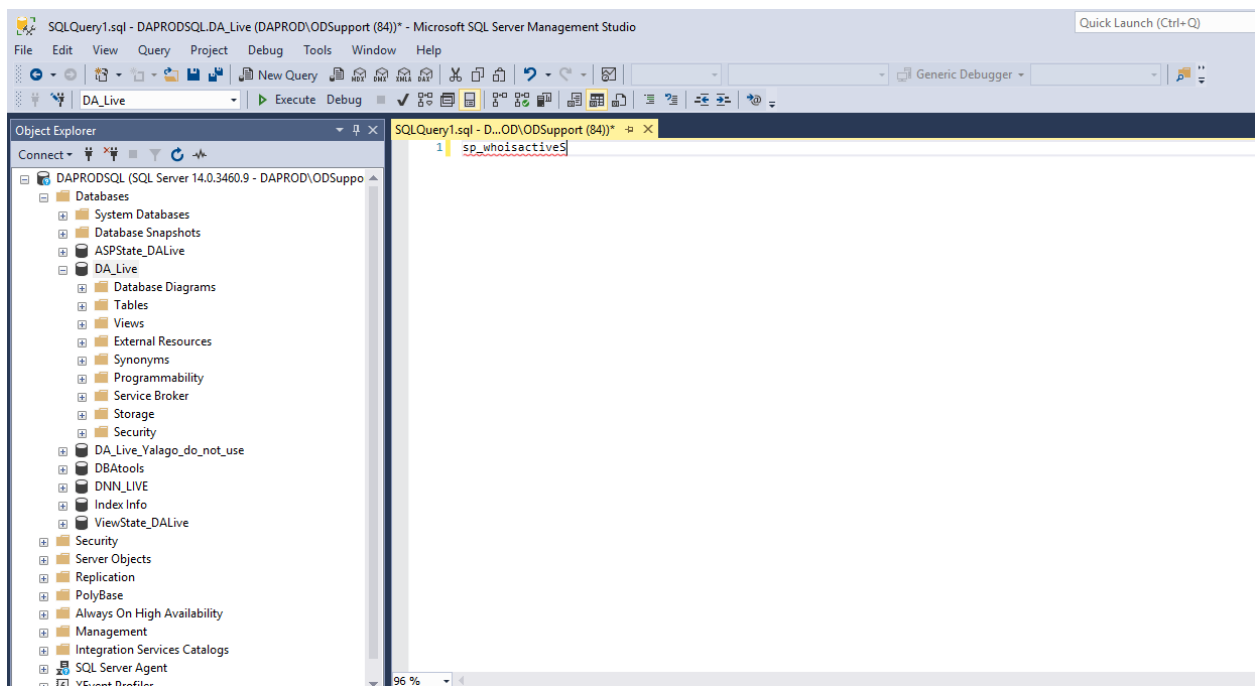 SQLQuery1.sql - DAPRODSQL.DA_Live (DAPROD\ODSupport (84))* - Microsoft SQL Server Management Studio
Quick Launch (Ctrl+Q)
File Edit View Query Project Debug Tools Window Help
New Query
Generic Debugger
DA_Live
Execute Debug
Object Explorer
SQLQuery1.sql - D...OD\ODSupport (84))*
Connect
1 sp_whoisactiveS
DAPRODSQL (SQL Server 14.0.3460.9 - DAPROD\ODSuppo
Databases
System Databases
Database Snapshots
ASPState_DALive
DA_Live
Database Diagrams
Tables
Views
External Resources
Synonyms
Programmability
Service Broker
Storage
Security
DA_Live_Yalago_do_not_use
DBAtools
DNN_LIVE
Index Info
ViewState_DALive
Security
Server Objects
Replication
PolyBase
Always On High Availability
Management
Integration Services Catalogs
SQL Server Agent
XEvent Profiler
96 %